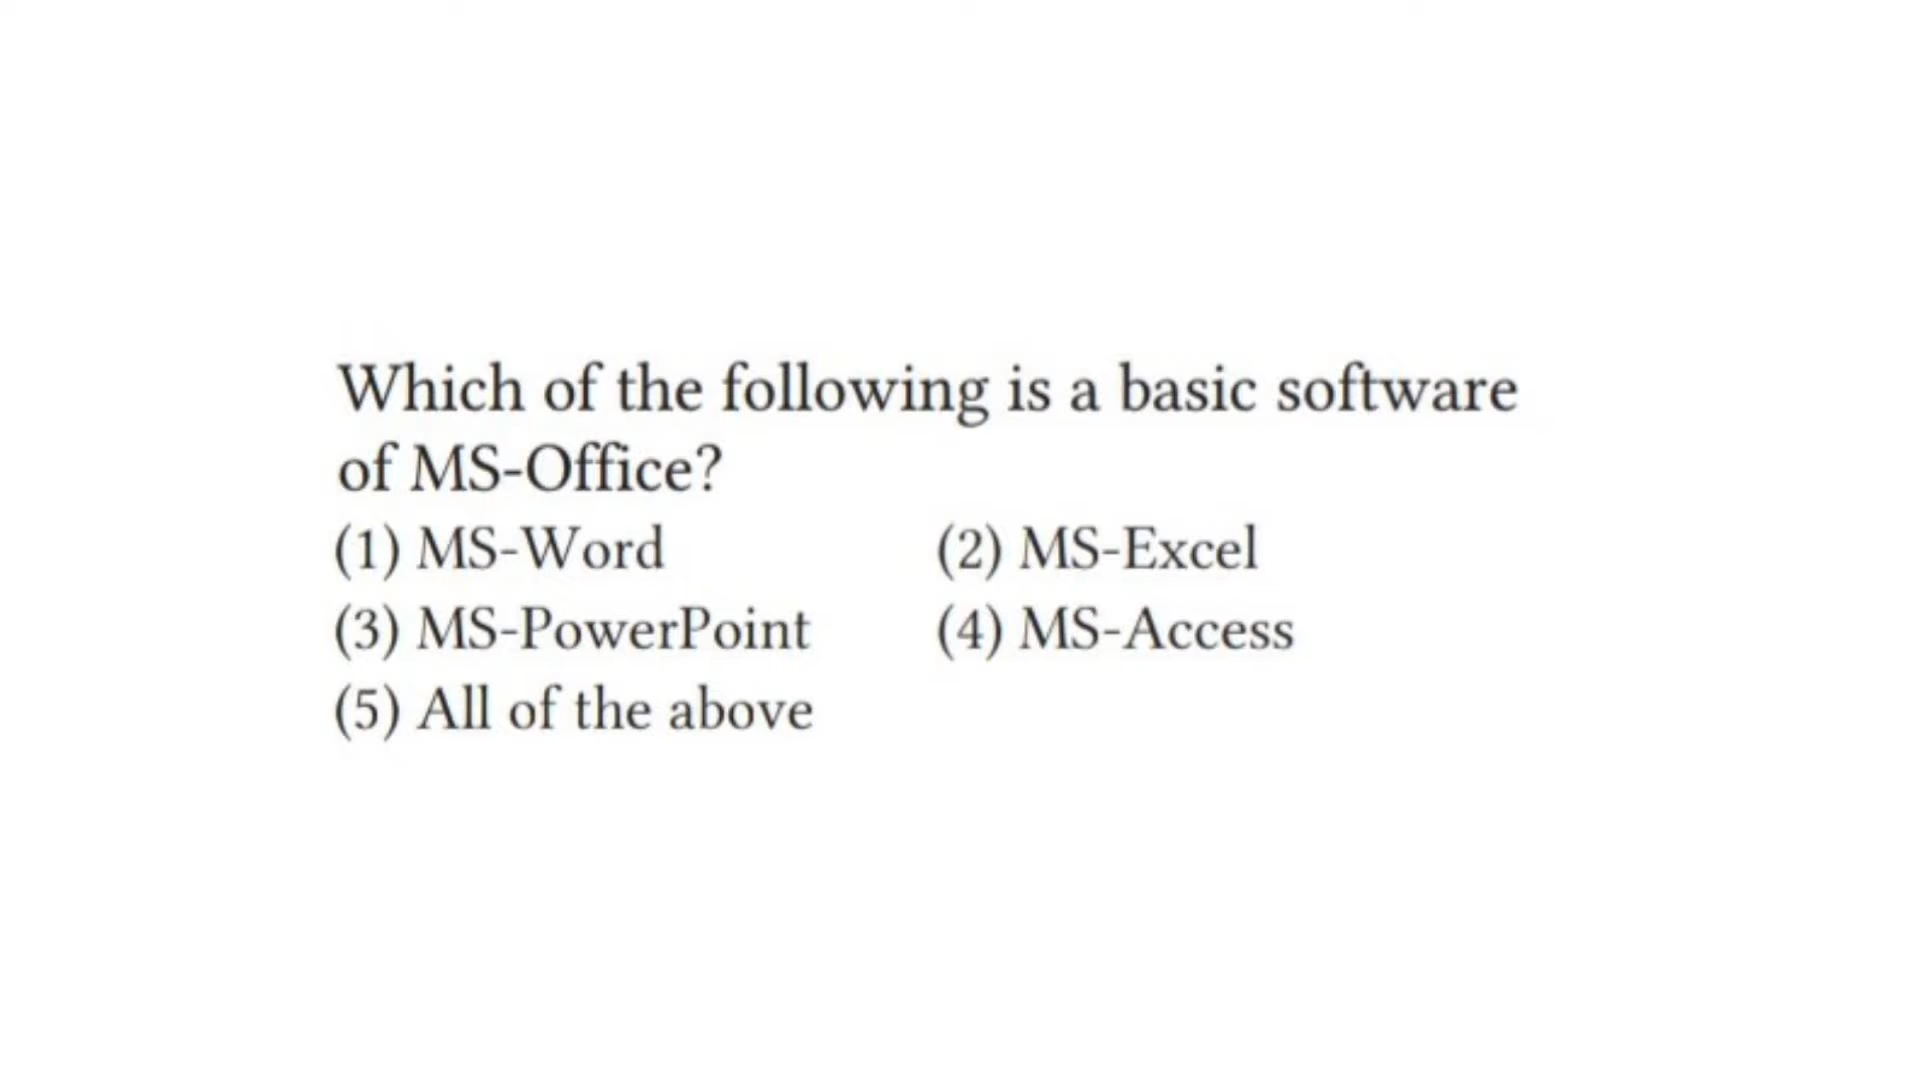 Which of the following is a basic software
of MS-Office?
(1) MS-Word (2) MS-Excel
(3) MS-PowerPoint (4) MS-Access
(5) All of the above